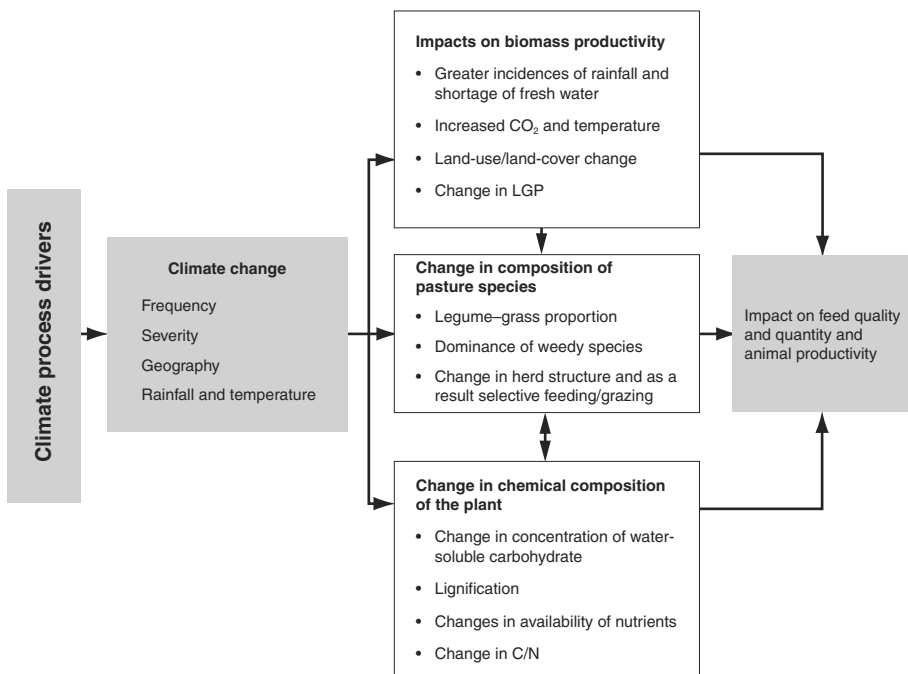 Climate process drivers
Climate change
Frequency
Severity
Geography
Rainfall and temperature
Impacts on biomass productivity
• Greater incidences of rainfall and
shortage of fresh water
• Increased CO₂ and temperature
• Land-use/land-cover change
• Change in LGP
Change in composition of
pasture species
• Legume–grass proportion
• Dominance of weedy species
• Change in herd structure and as a
result selective feeding/grazing
Change in chemical composition
of the plant
• Change in concentration of water-
soluble carbohydrate
• Lignification
• Changes in availability of nutrients
• Change in C/N
Impact on feed quality
and quantity and
animal productivity